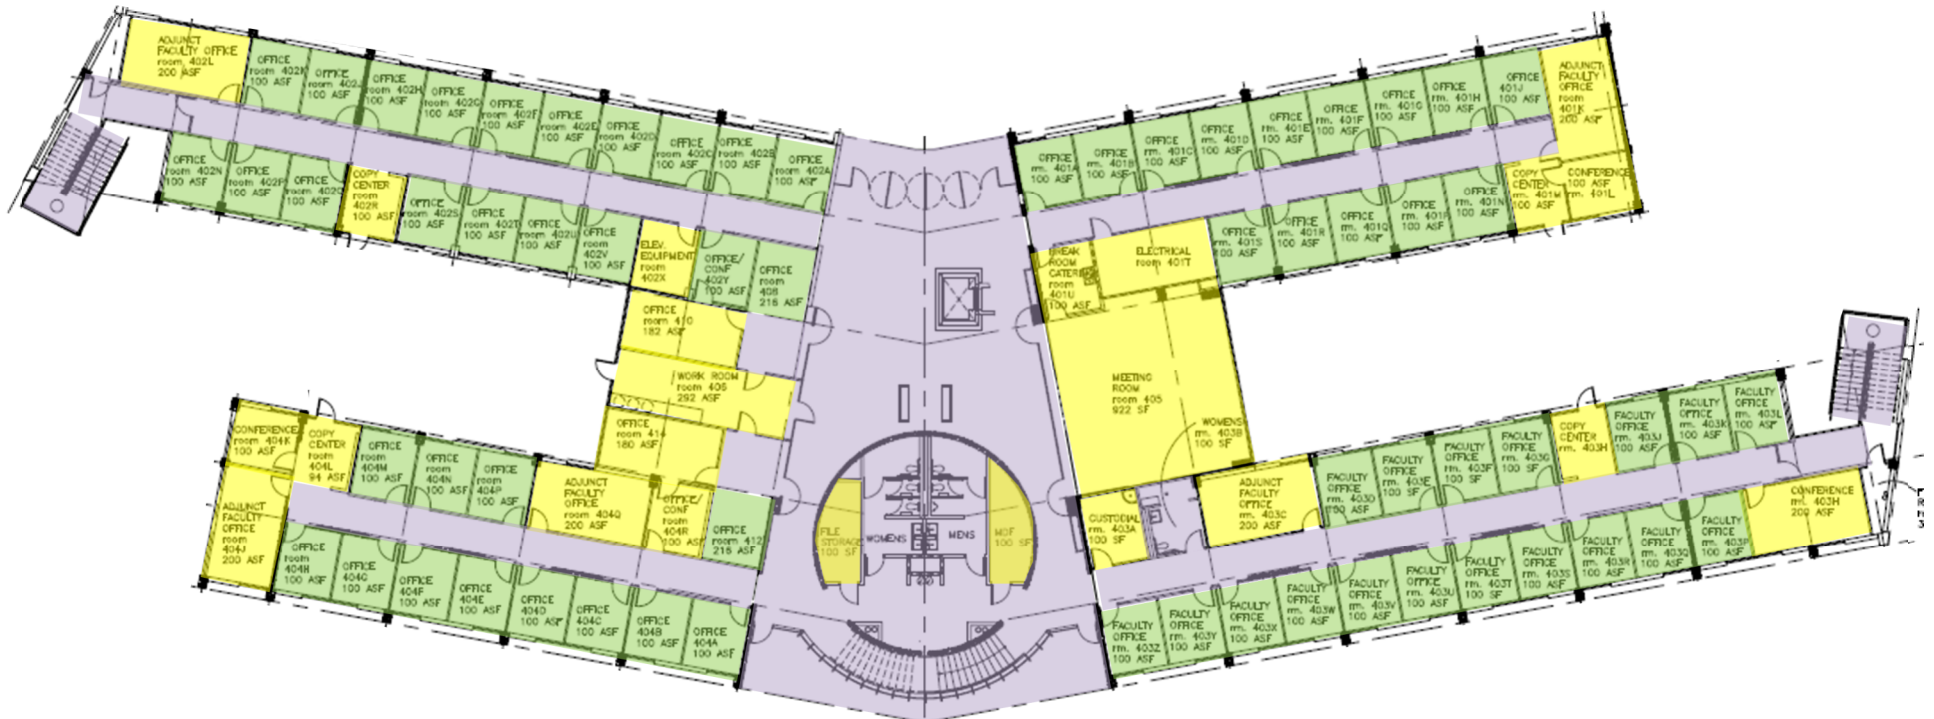 ADJUNCT
FACULTY OFFICE
room 402L
200 ASF
OFFICE
room 402K
100 ASF
OFFICE
room 402J
100 ASF
OFFICE
room 402H
100 ASF
OFFICE
room 402G
100 ASF
OFFICE
room 402F
100 ASF
OFFICE
room 402E
100 ASF
OFFICE
room 402D
100 ASF
OFFICE
room 402C
100 ASF
OFFICE
room 402B
100 ASF
OFFICE
room 402A
100 ASF
OFFICE
room 402N
100 ASF
OFFICE
room 402P
100 ASF
OFFICE
room 402Q
100 ASF
COPY
CENTER
room
402R
100 ASF
OFFICE
room 402S
100 ASF
OFFICE
room 402T
100 ASF
OFFICE
room 402U
100 ASF
OFFICE
room
402V
100 ASF
ELEV.
EQUIPMENT
room
402X
OFFICE/
CONF
402Y
100 ASF
OFFICE
room
408
216 ASF
OFFICE
room 410
182 ASF
WORK ROOM
room 406
292 ASF
OFFICE
room 414
180 ASF
OFFICE
rm. 401A
100 ASF
OFFICE
rm. 401B
100 ASF
OFFICE
rm. 401C
100 ASF
OFFICE
rm. 401D
100 ASF
OFFICE
rm. 401E
100 ASF
OFFICE
rm. 401F
100 ASF
OFFICE
rm. 401G
100 ASF
OFFICE
rm. 401H
100 ASF
OFFICE
401J
100 ASF
ADJUNCT
FACULTY
OFFICE
room
401K
200 ASF
COPY
CENTER
rm. 401M
100 ASF
CONFERENCE
100 ASF
rm. 401L
OFFICE
rm. 401N
100 ASF
OFFICE
rm. 401P
100 ASF
OFFICE
rm. 401Q
100 ASF
OFFICE
rm. 401R
100 ASF
OFFICE
rm. 401S
100 ASF
ELECTRICAL
room 401T
BREAK
ROOM
room
401U
100 ASF
MEETING
ROOM
room 405
922 SF
WOMENS
rm. 403B
100 SF
CONFERENCE
room 404K
100 SF
COPY
CENTER
room
404L
94 ASF
OFFICE
room
404M
100 ASF
OFFICE
room
404N
100 ASF
OFFICE
room
404P
100 ASF
ADJUNCT
FACULTY
OFFICE
room 404Q
200 ASF
OFFICE/
CONF
room
404R
100 ASF
OFFICE
room 412
216 ASF
ADJUNCT
FACULTY
OFFICE
room
404J
200 ASF
OFFICE
room
404H
100 ASF
OFFICE
404G
100 ASF
OFFICE
404F
100 ASF
OFFICE
404E
100 ASF
OFFICE
404D
100 ASF
OFFICE
404C
100 ASF
OFFICE
404B
100 ASF
OFFICE
404A
100 ASF
FILE
STORAGE
100 SF
WOMENS
MENS
MDF
100 SF
CUSTODIAL
rm. 403A
100 SF
ADJUNCT
FACULTY
OFFICE
rm. 403C
200 ASF
FACULTY
OFFICE
rm. 403D
100 ASF
FACULTY
OFFICE
rm. 403E
100 SF
FACULTY
OFFICE
rm. 403F
100 SF
FACULTY
OFFICE
rm. 403G
100 SF
COPY
CENTER
rm. 403H
FACULTY
OFFICE
rm. 403J
100 ASF
FACULTY
OFFICE
rm. 403K
100 ASF
FACULTY
OFFICE
rm. 403L
100 ASF
CONFERENCE
rm. 403H
200 ASF
FACULTY
OFFICE
rm. 403P
100 ASF
FACULTY
OFFICE
rm. 403Q
100 ASF
FACULTY
OFFICE
rm. 403R
100 ASF
FACULTY
OFFICE
rm. 403S
100 ASF
FACULTY
OFFICE
rm. 403T
100 SF
FACULTY
OFFICE
rm. 403U
100 ASF
FACULTY
OFFICE
rm. 403V
100 ASF
FACULTY
OFFICE
rm. 403W
100 ASF
FACULTY
OFFICE
rm. 403X
100 ASF
FACULTY
OFFICE
rm. 403Y
100 ASF
FACULTY
OFFICE
rm. 403Z
100 ASF